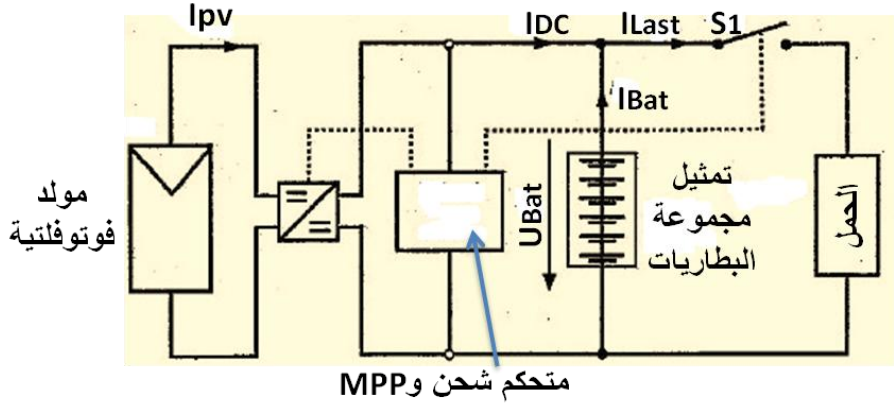 Ipv
IDC
ILast
S1
IBat
UBat
مولد
فوتوفلتية
تمثيل
مجموعة
البطاريات
الحمل
متحكم شحن وMPP